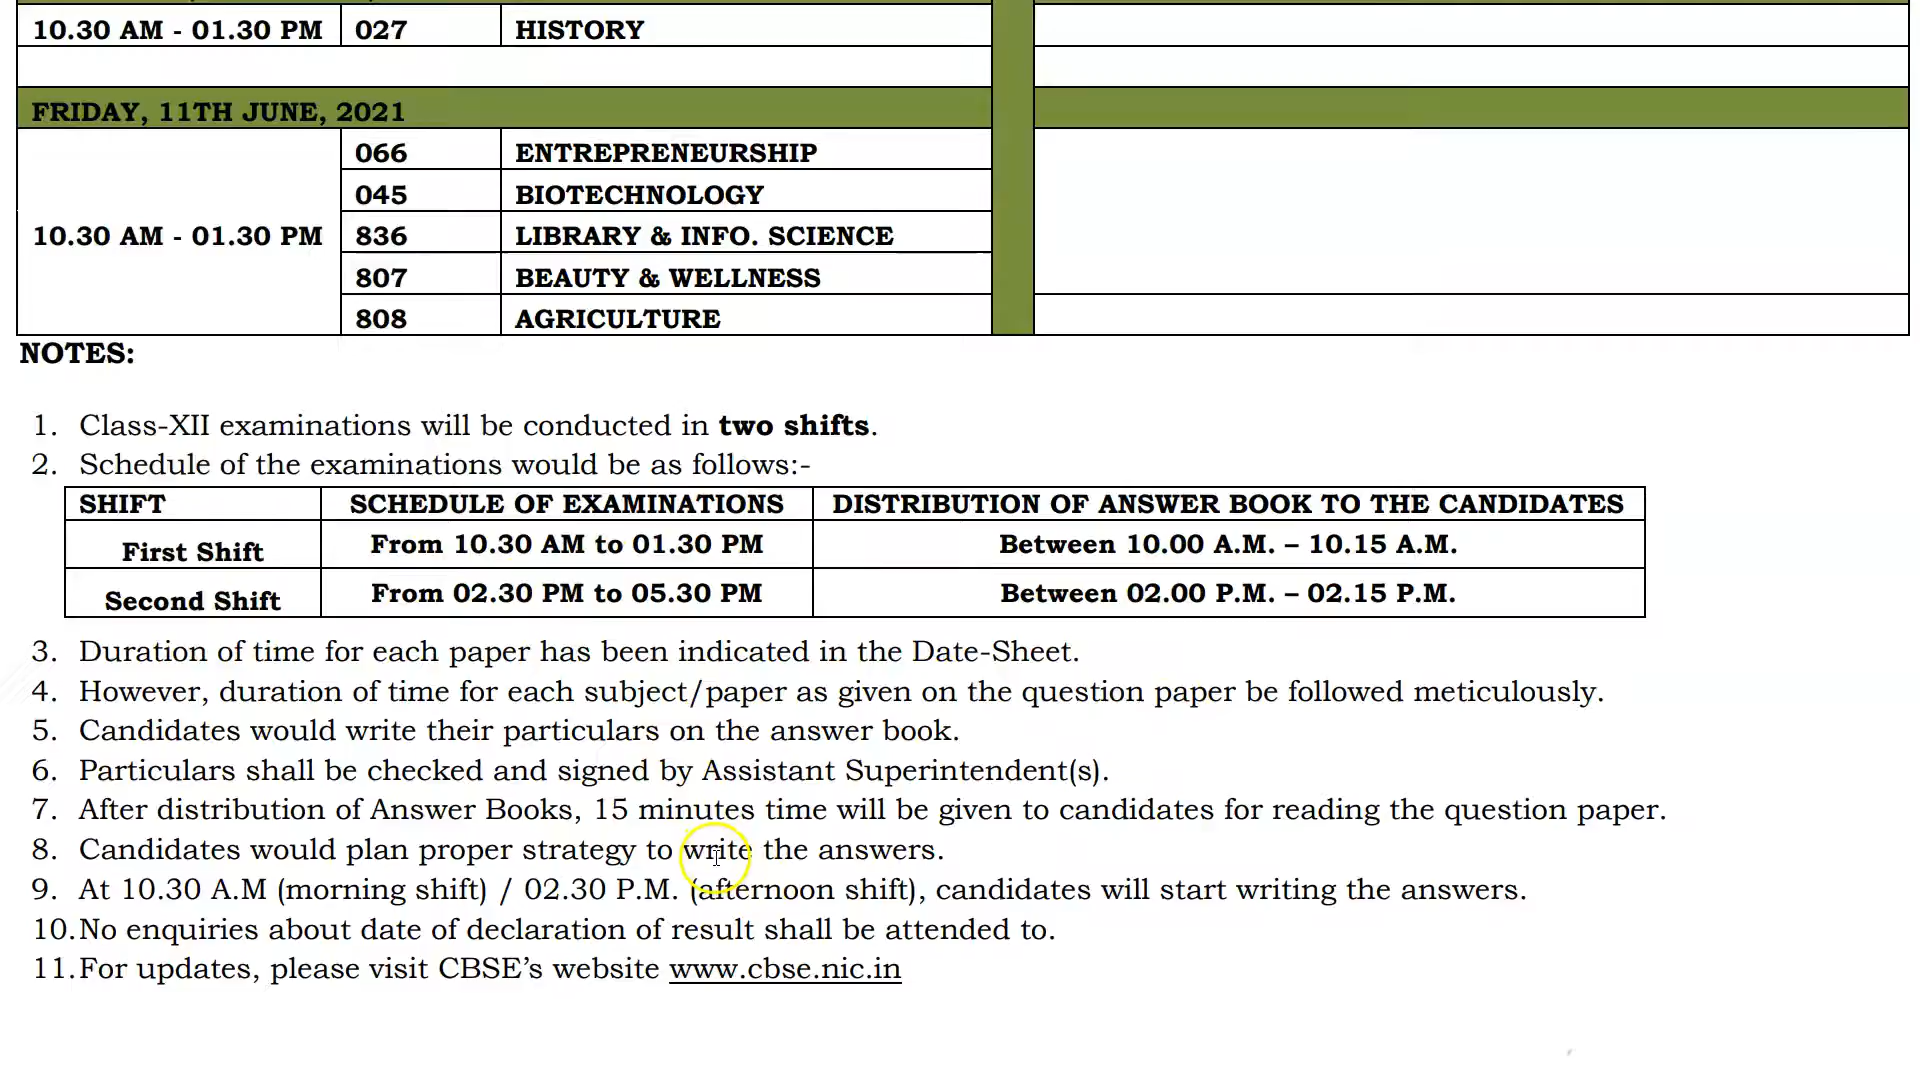 10.30 AM - 01.30 PM 027 HISTORY
FRIDAY, 11TH JUNE, 2021
066 ENTREPRENEURSHIP
045 BIOTECHNOLOGY
10.30 AM - 01.30 PM 836 LIBRARY & INFO. SCIENCE
807 BEAUTY & WELLNESS
808 AGRICULTURE
NOTES:
1. Class-XII examinations will be conducted in two shifts.
2. Schedule of the examinations would be as follows:-
SHIFT SCHEDULE OF EXAMINATIONS DISTRIBUTION OF ANSWER BOOK TO THE CANDIDATES
First Shift From 10.30 AM to 01.30 PM Between 10.00 A.M. – 10.15 A.M.
Second Shift From 02.30 PM to 05.30 PM Between 02.00 P.M. – 02.15 P.M.
3. Duration of time for each paper has been indicated in the Date-Sheet.
4. However, duration of time for each subject/paper as given on the question paper be followed meticulously.
5. Candidates would write their particulars on the answer book.
6. Particulars shall be checked and signed by Assistant Superintendent(s).
7. After distribution of Answer Books, 15 minutes time will be given to candidates for reading the question paper.
8. Candidates would plan proper strategy to write the answers.
9. At 10.30 A.M (morning shift) / 02.30 P.M. (afternoon shift), candidates will start writing the answers.
10. No enquiries about date of declaration of result shall be attended to.
11. For updates, please visit CBSE’s website www.cbse.nic.in